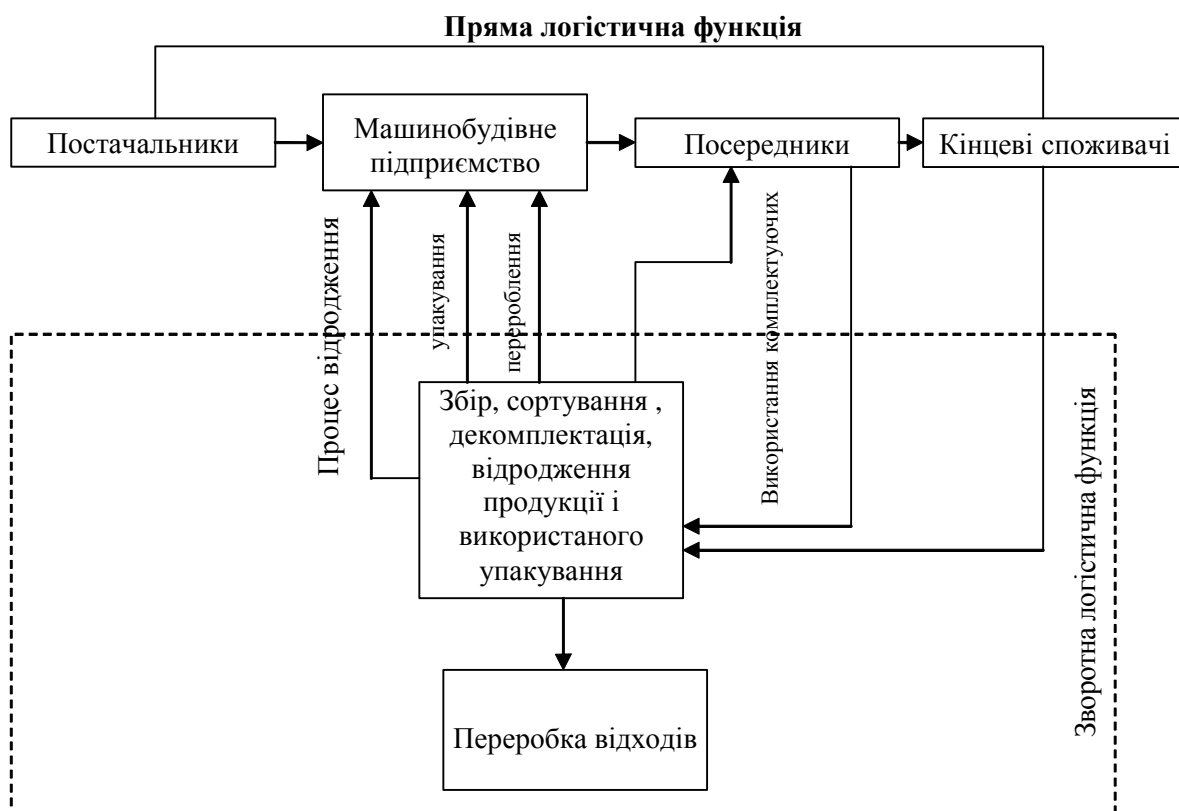 Пряма логістична функція
Постачальники
Машинобудівне
підприємство
Посередники
Кінцеві споживачі
Процес відродження
упакування
перероблення
Використання комплектуючих
Збір, сортування ,
декомплектація,
відродження
продукції і
використаного
упакування
Зворотна логістична функція
Переробка відходів